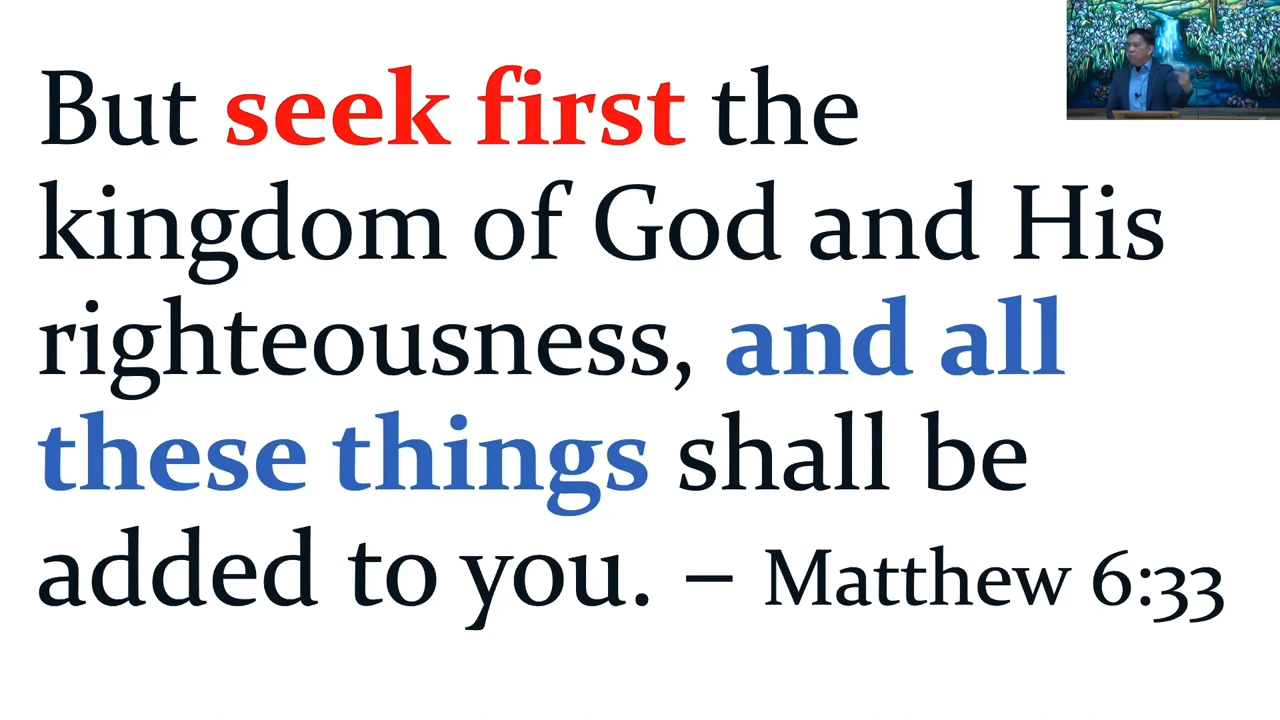 But seek first the
kingdom of God and His
righteousness, and all
these things shall be
added to you. – Matthew 6:33